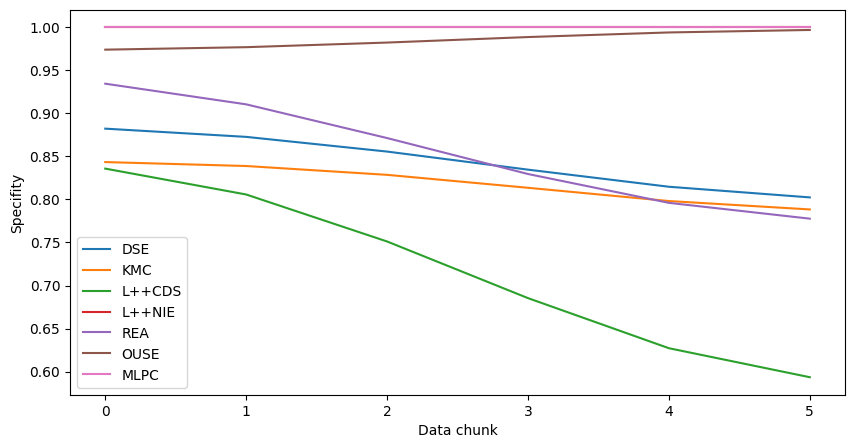 1.00
0.95
0.90
0.85
0.80
0.75
0.70
0.65
0.60
Specifity
DSE
KMC
L++CDS
L++NIE
REA
OUSE
MLPC
0 1 2 3 4 5
Data chunk